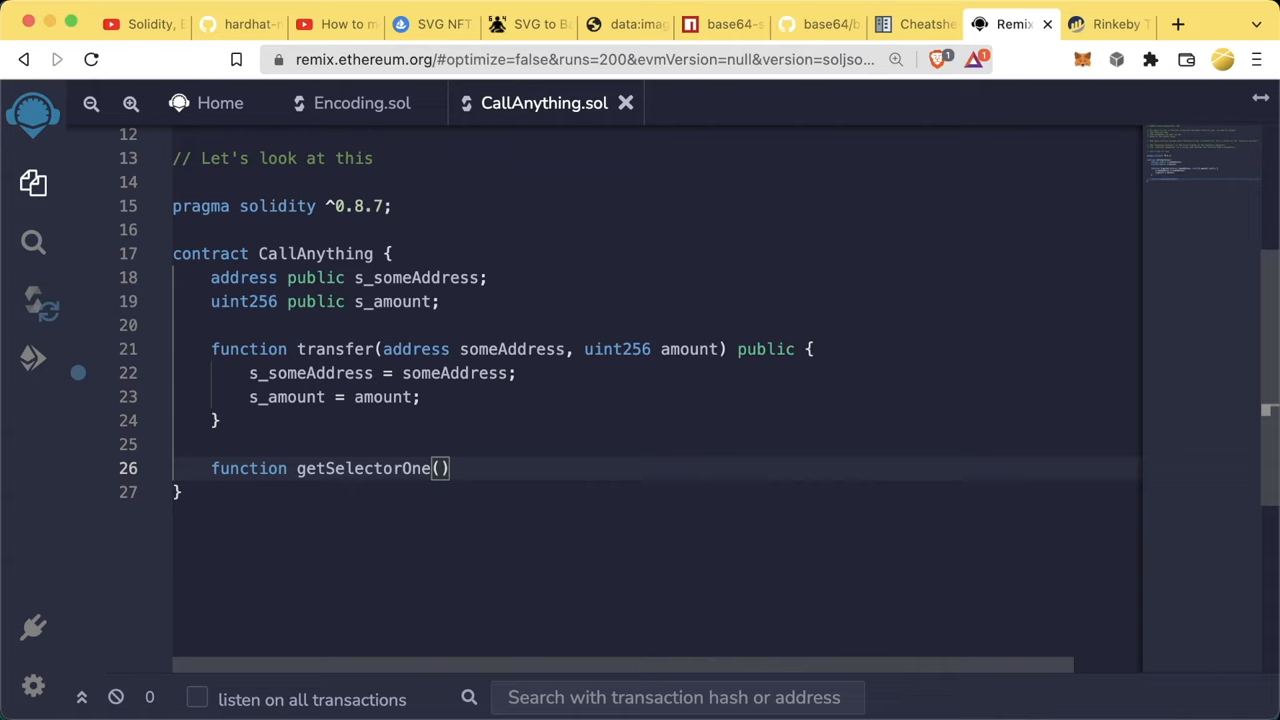 Solidity, E
hardhat-n
How to m
SVG NFT
SVG to Ba
data:imag
base64-s
base64/b
Cheatshe
Remix
Rinkeby T
remix.ethereum.org/#optimize=false&runs=200&evmVersion=null&version=soljso...
1
1
Home
Encoding.sol
CallAnything.sol
12
13 // Let's look at this
14
15 pragma solidity ^0.8.7;
16
17 contract CallAnything {
18 address public s_someAddress;
19 uint256 public s_amount;
20
21 function transfer(address someAddress, uint256 amount) public {
22 s_someAddress = someAddress;
23 s_amount = amount;
24 }
25
26 function getSelectorOne()
27 }
0
listen on all transactions
Search with transaction hash or address